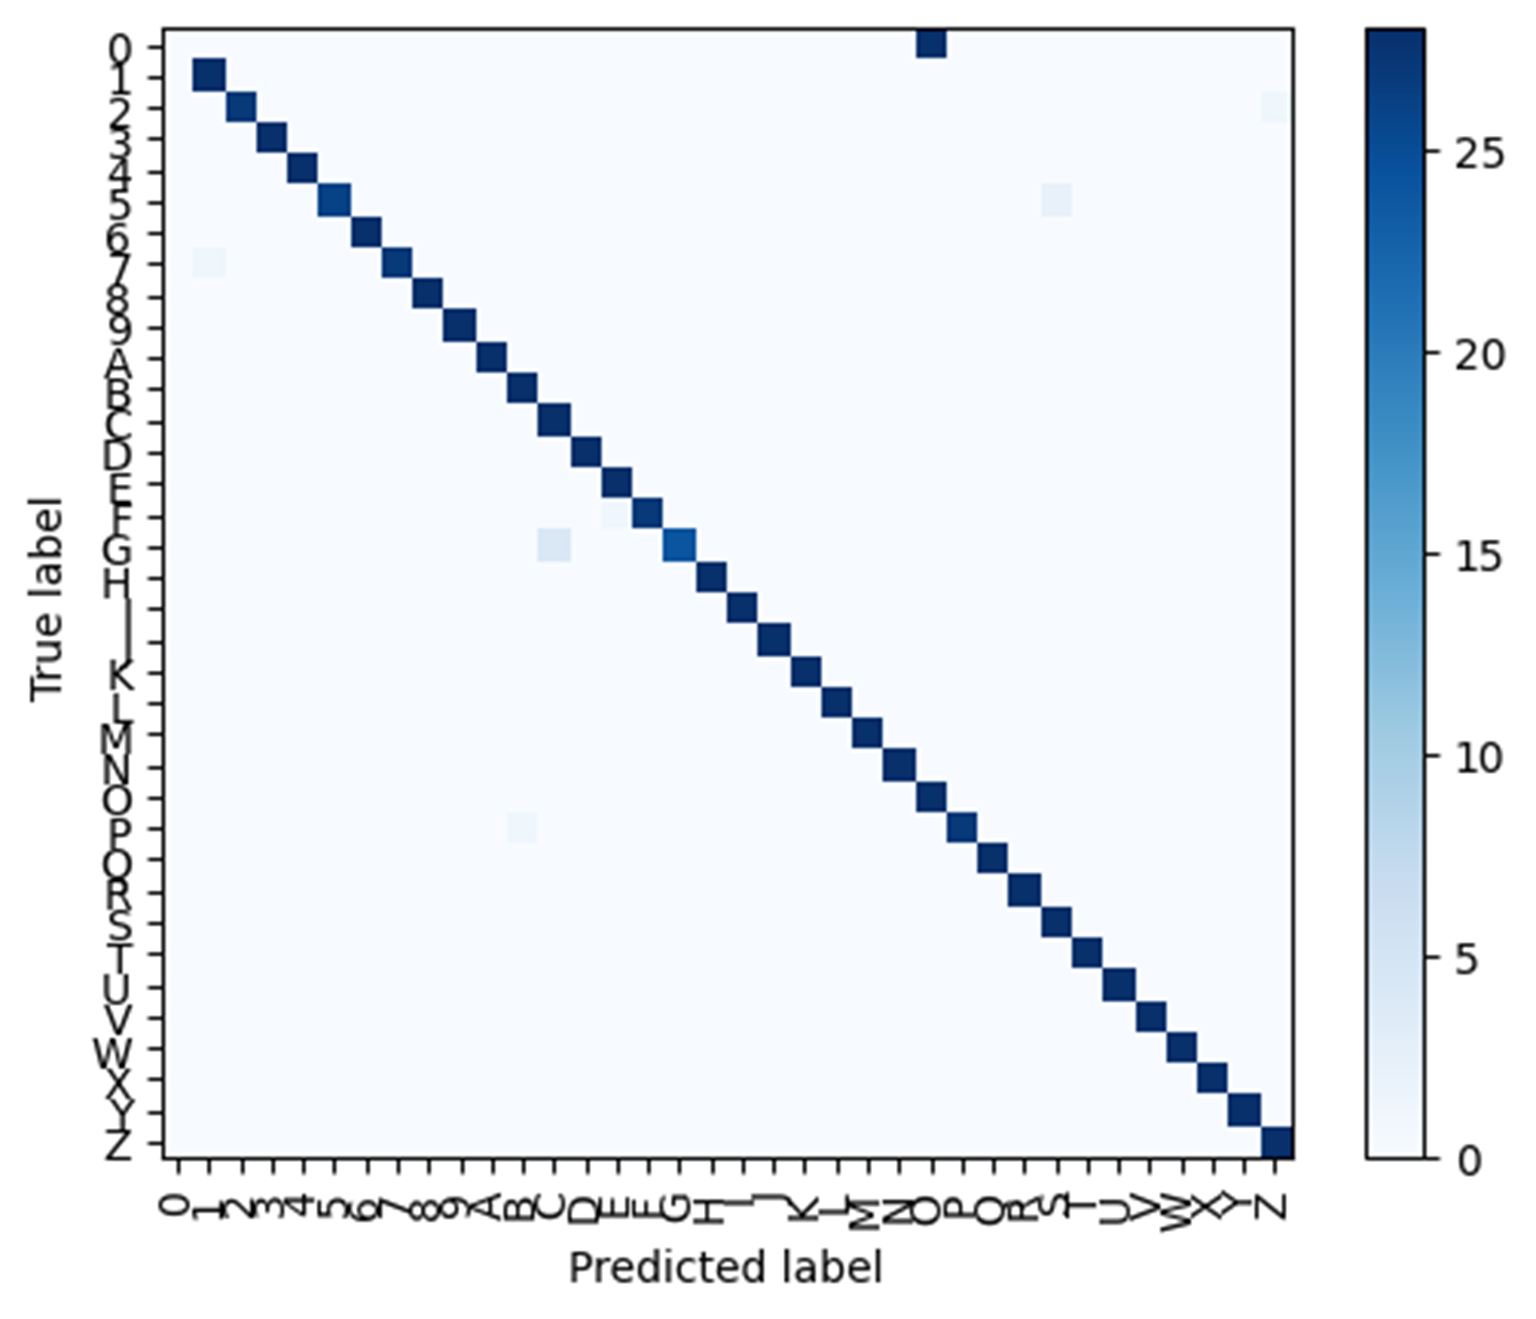 0
1
2
3
4
5
6
7
8
9
A
B
C
D
E
F
G
H
I
J
K
L
M
N
O
P
Q
R
S
T
U
V
W
X
Y
Z
True label
0 1 2 3 4 5 6 7 8 9 A B C D E F G H I J K L M N O P Q R S T U V W X Y Z
Predicted label
25
20
15
10
5
0